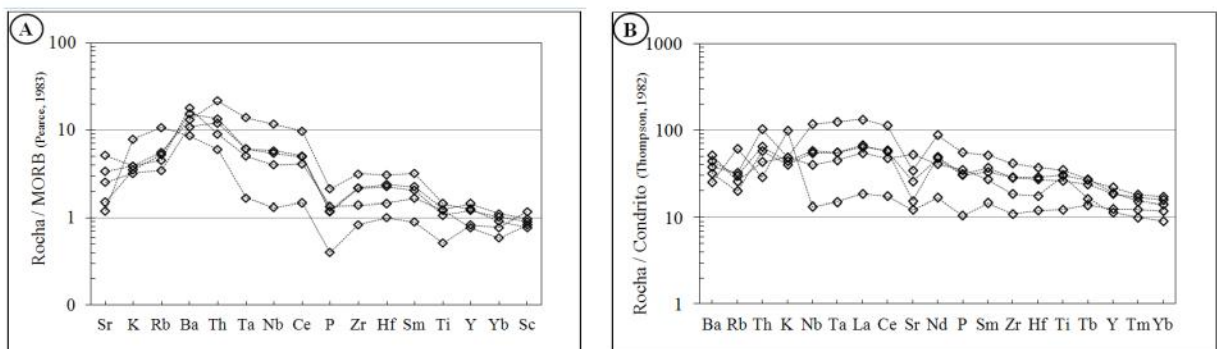 A
Rocha / MORB (Pearce, 1983)
100
10
1
0
Sr K Rb Ba Th Ta Nb Ce P Zr Hf Sm Ti Y Yb Sc
B
Rocha / Condrito (Thompson, 1982)
1000
100
10
1
Ba Rb Th K Nb Ta La Ce Sr Nd P Sm Zr Hf Ti Tb Y Tm Yb